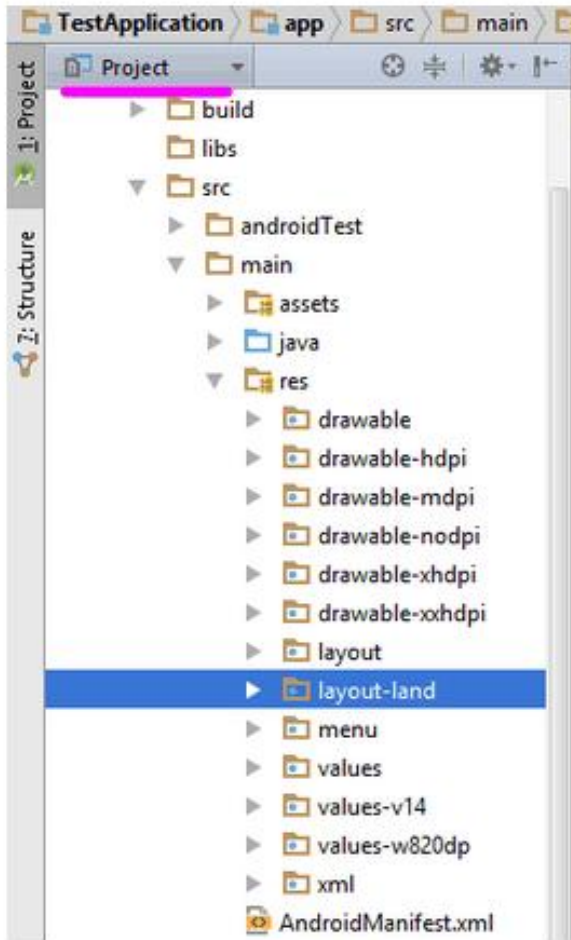 TestApplication app src main
Project
1: Project
7: Structure
build
libs
src
androidTest
main
assets
java
res
drawable
drawable-hdpi
drawable-mdpi
drawable-nodpi
drawable-xhdpi
drawable-xxhdpi
layout
layout-land
menu
values
values-v14
values-w820dp
xml
AndroidManifest.xml